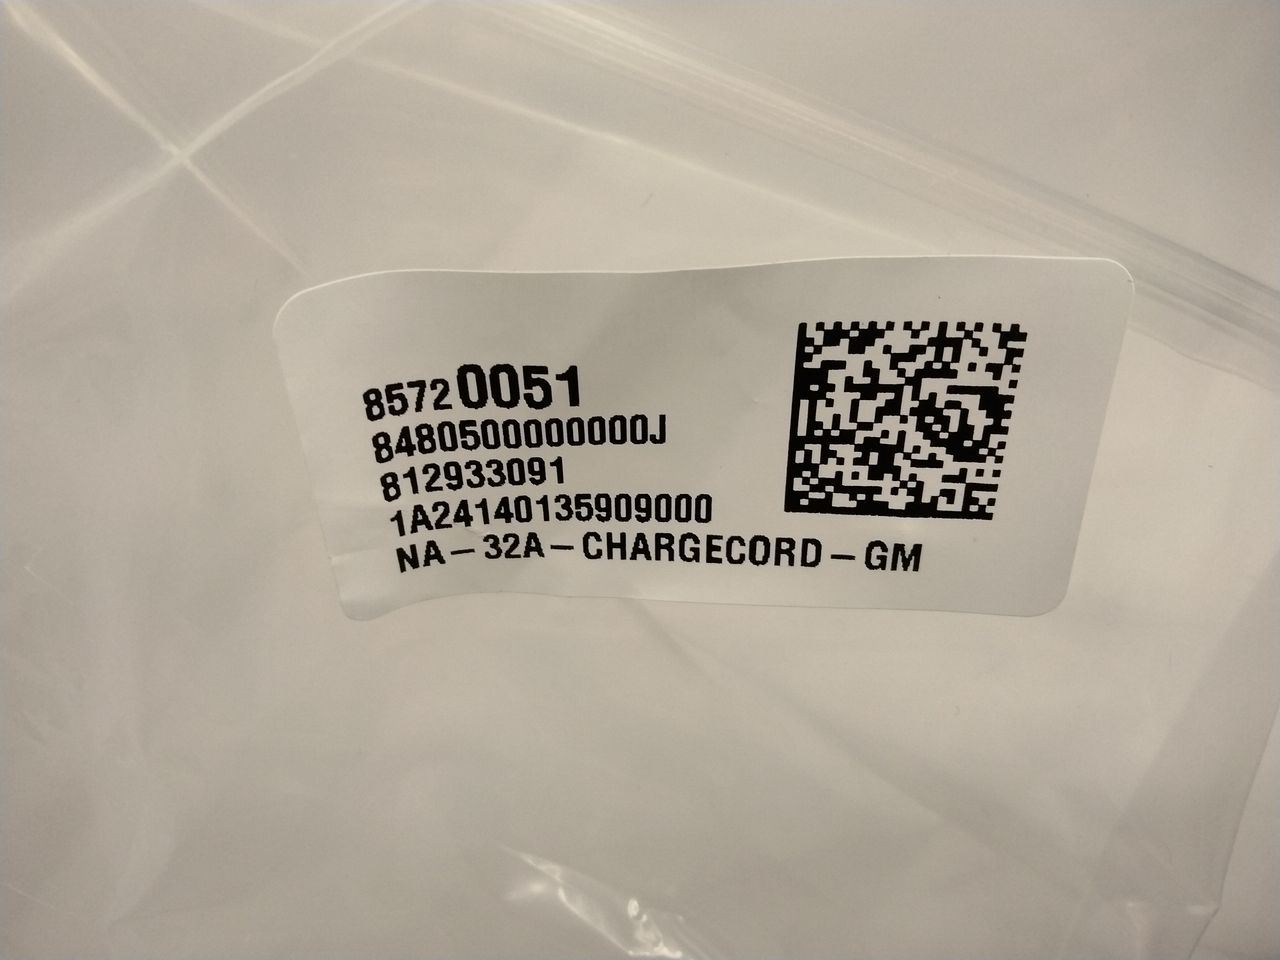 85720051
8480500000000J
812933091
1A24140135909000
NA-32A-CHARGECORD-GM